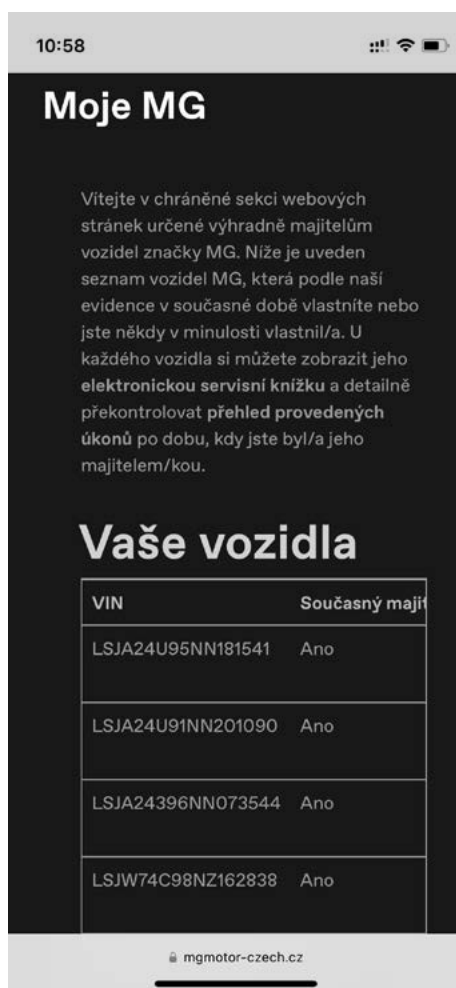 10:58
Moje MG
Vítejte v chráněné sekci webových
stránek určené výhradně majitelům
vozidel značky MG. Níže je uveden
seznam vozidel MG, která podle naší
evidence v současné době vlastníte nebo
jste někdy v minulosti vlastnil/a. U
každého vozidla si můžete zobrazit jeho
elektronickou servisní knížku a detailně
překontrolovat přehled provedených
úkonů po dobu, kdy jste byl/a jeho
majitelem/kou.
Vaše vozidla
VIN Současný majit
LSJA24U95NN181541 Ano
LSJA24U91NN201090 Ano
LSJA24396NN073544 Ano
LSJW74C98NZ162838 Ano
mgmotor-czech.cz